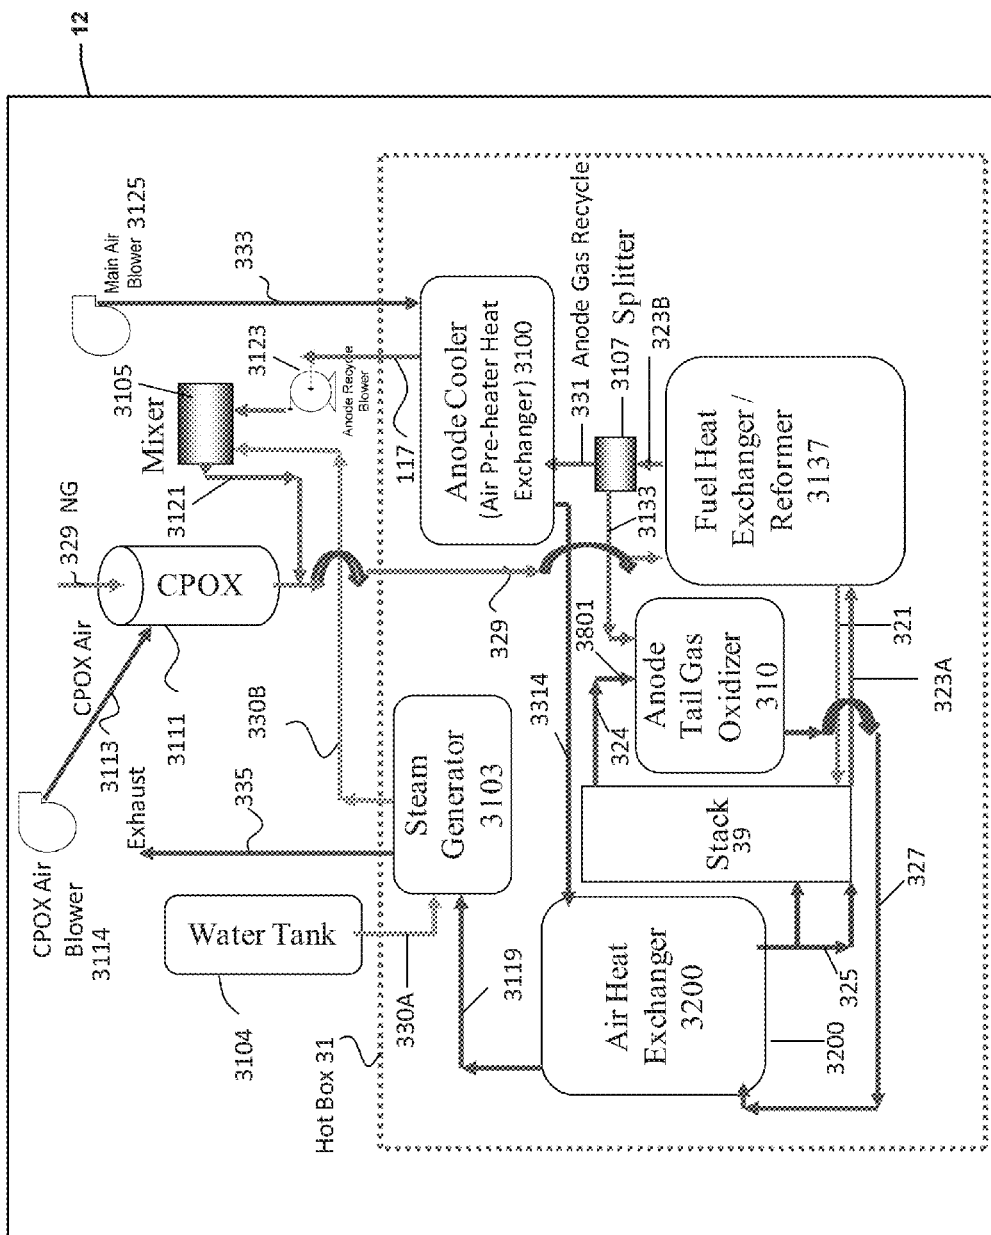 12
CPOX Air
Blower
3114
CPOX Air
3113
3111
329 NG
CPOX
Mixer
3105
3121
Main Air
Blower 3125
333
3123
Anode Recycle
Blower
117
Exhaust
335
330B
Water Tank
3104
330A
Hot Box 31
Steam
Generator
3103
3119
329
Anode Cooler
(Air Pre-heater Heat
Exchanger) 3100
331 Anode Gas Recycle
3107 Splitter
323B
3133
3314
3801
324
Anode
Tail Gas
Oxidizer
310
Fuel Heat
Exchanger /
Reformer
3137
321
323A
Stack
39
327
325
Air Heat
Exchanger
3200
3200